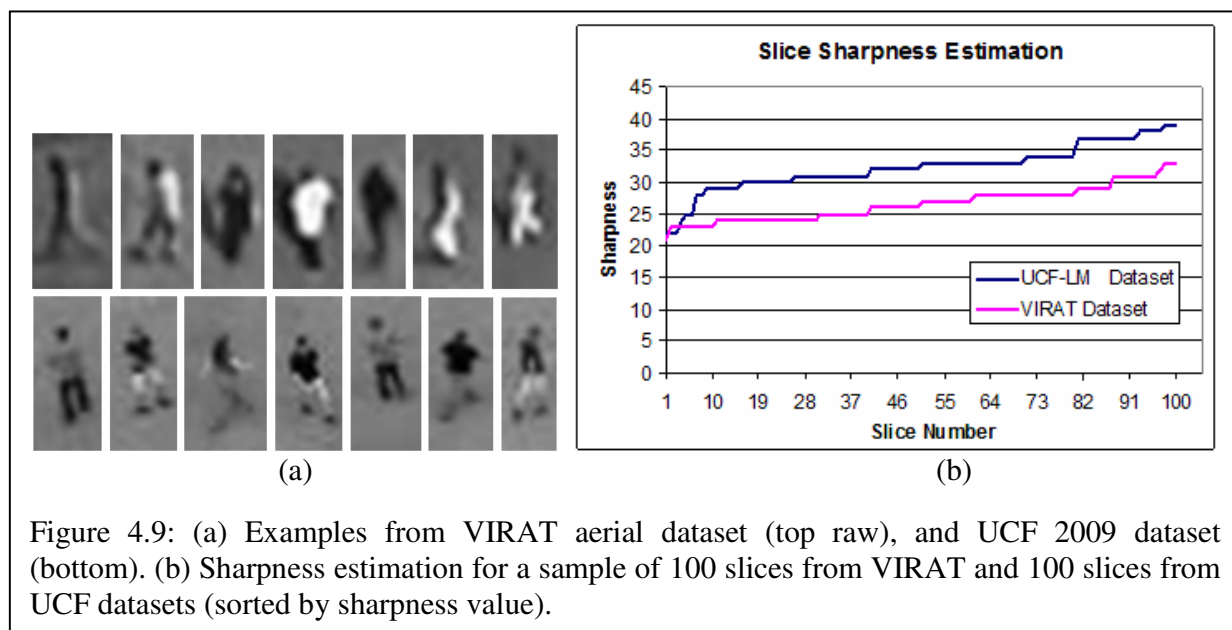 Slice Sharpness Estimation
45
40
35
30
25
20
15
10
5
0
Sharpness
UCF-LM Dataset
VIRAT Dataset
1 10 19 28 37 46 55 64 73 82 91 100
Slice Number
(a) (b)
Figure 4.9: (a) Examples from VIRAT aerial dataset (top raw), and UCF 2009 dataset
(bottom). (b) Sharpness estimation for a sample of 100 slices from VIRAT and 100 slices from
UCF datasets (sorted by sharpness value).